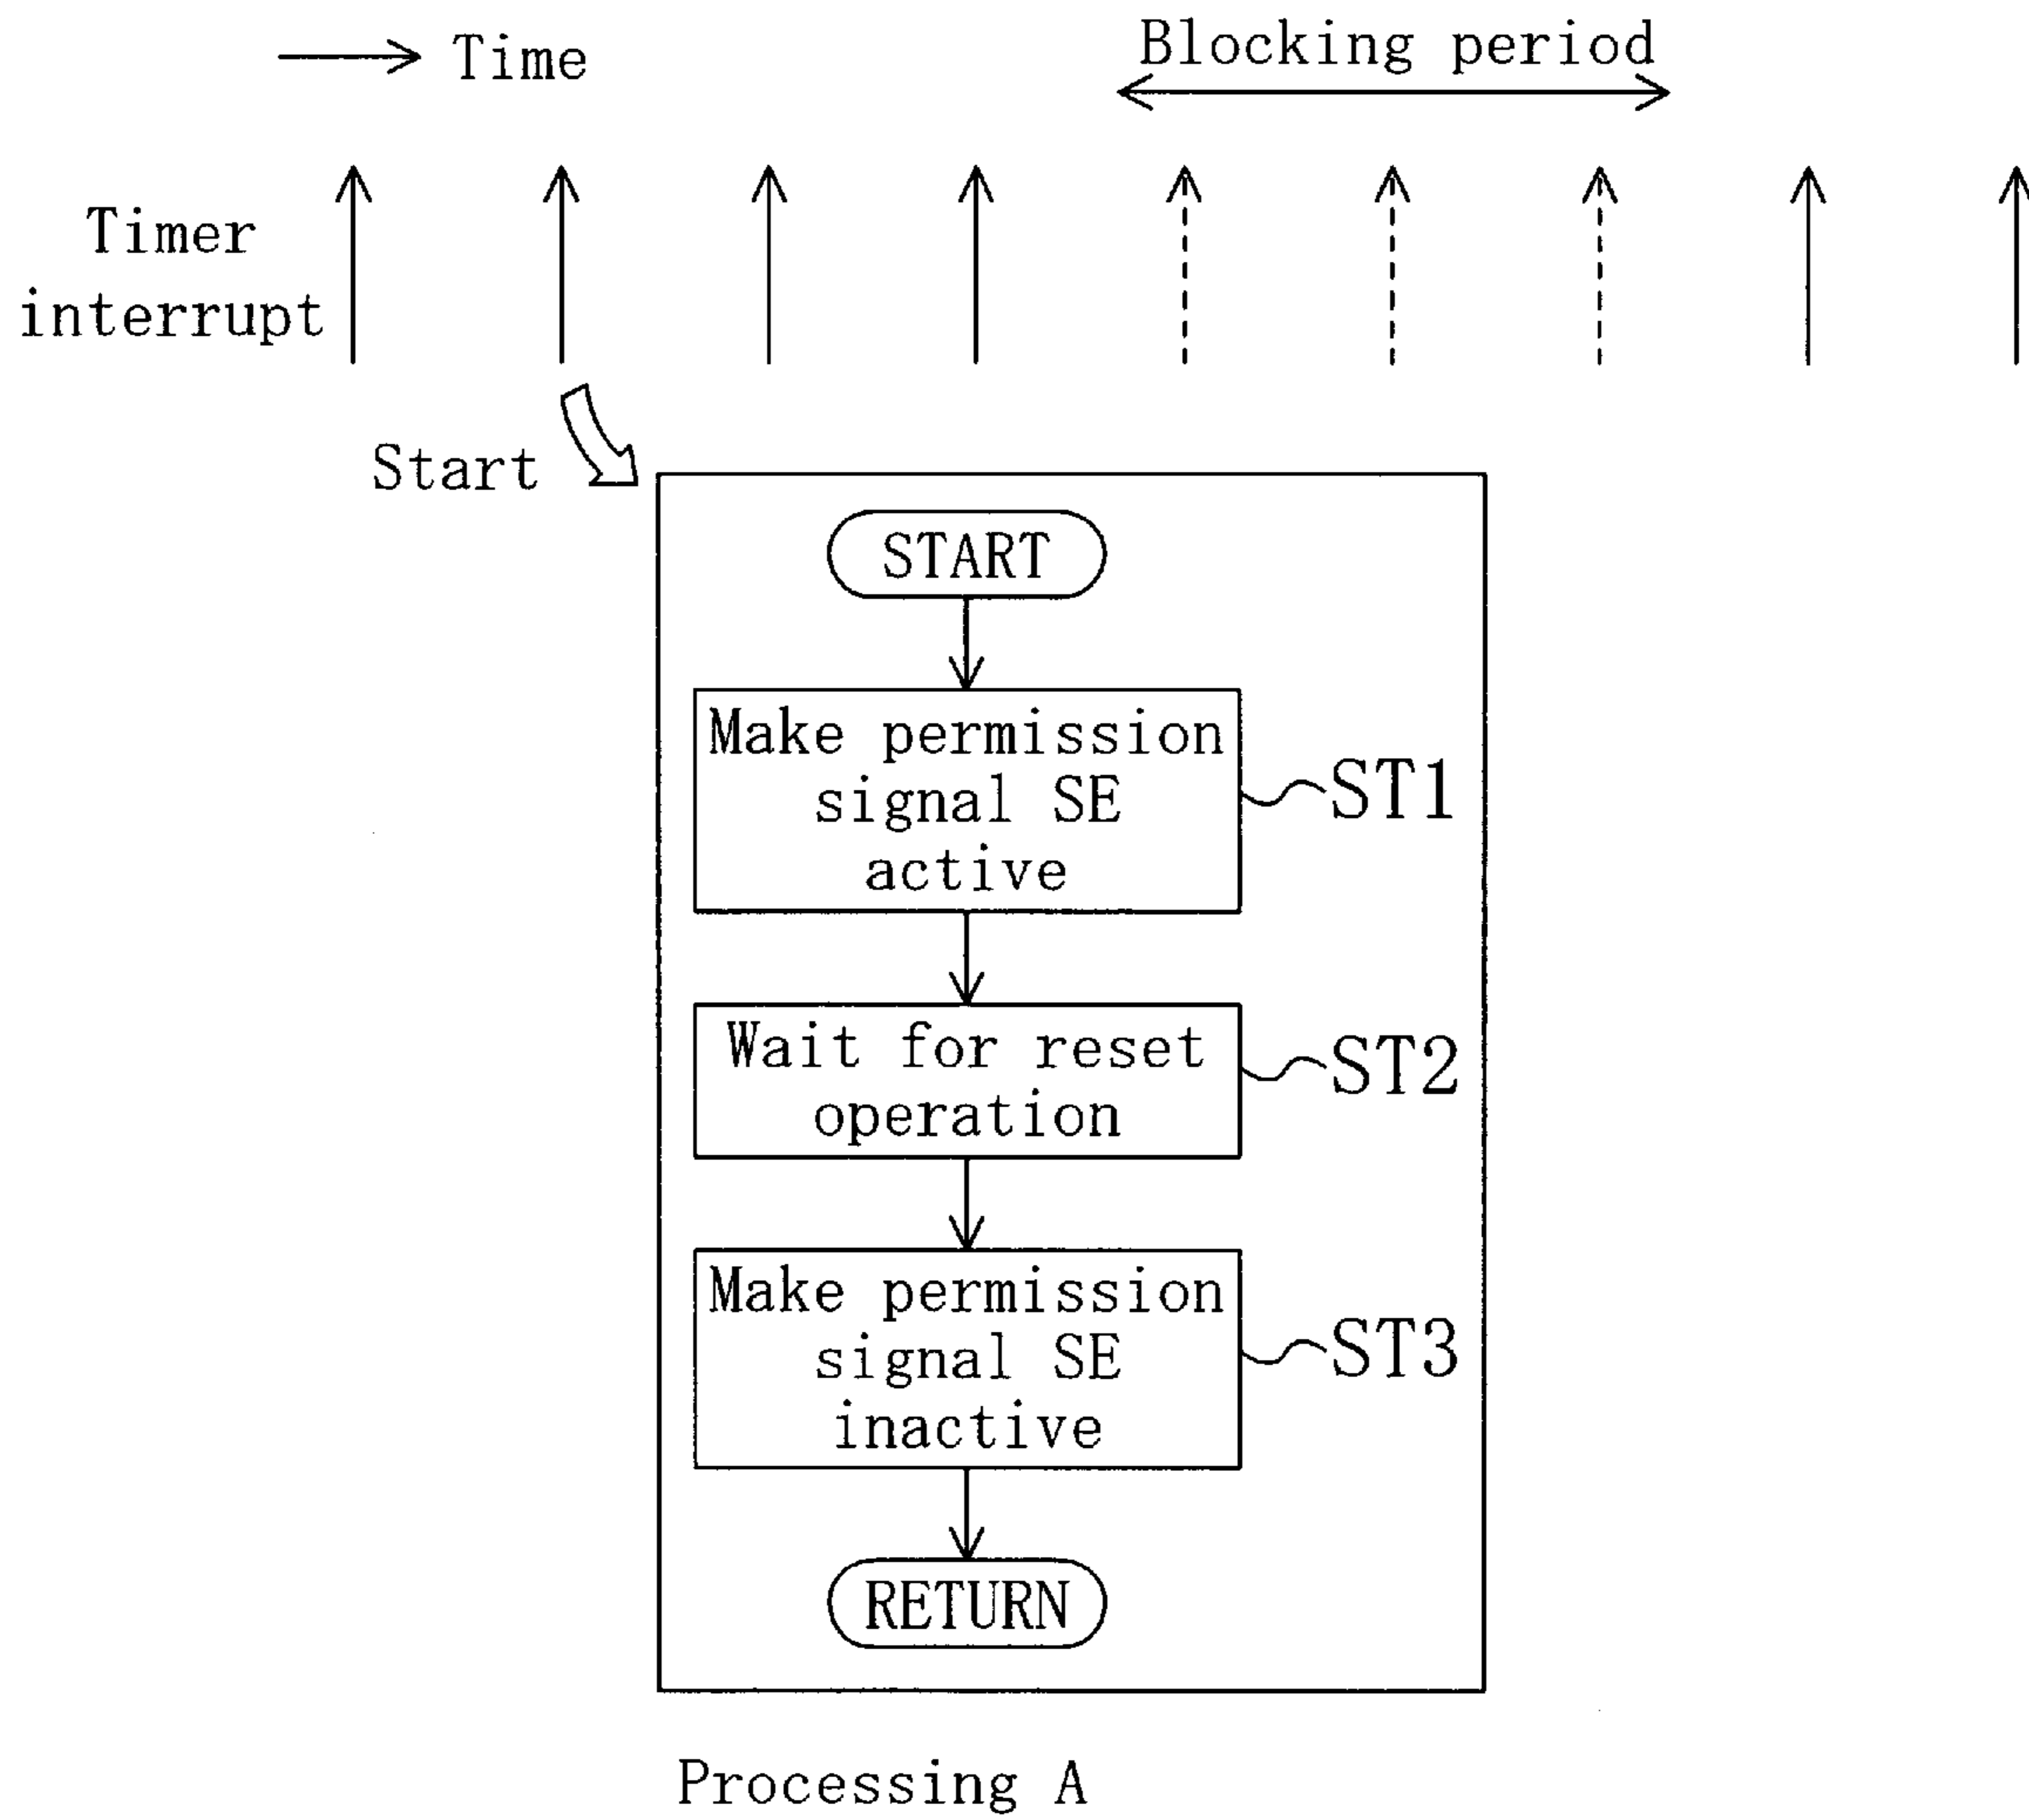 Time
Blocking period
Timer
interrupt
Start
START
Make permission
signal SE
active
ST1
Wait for reset
operation
ST2
Make permission
signal SE
inactive
ST3
RETURN
Processing A